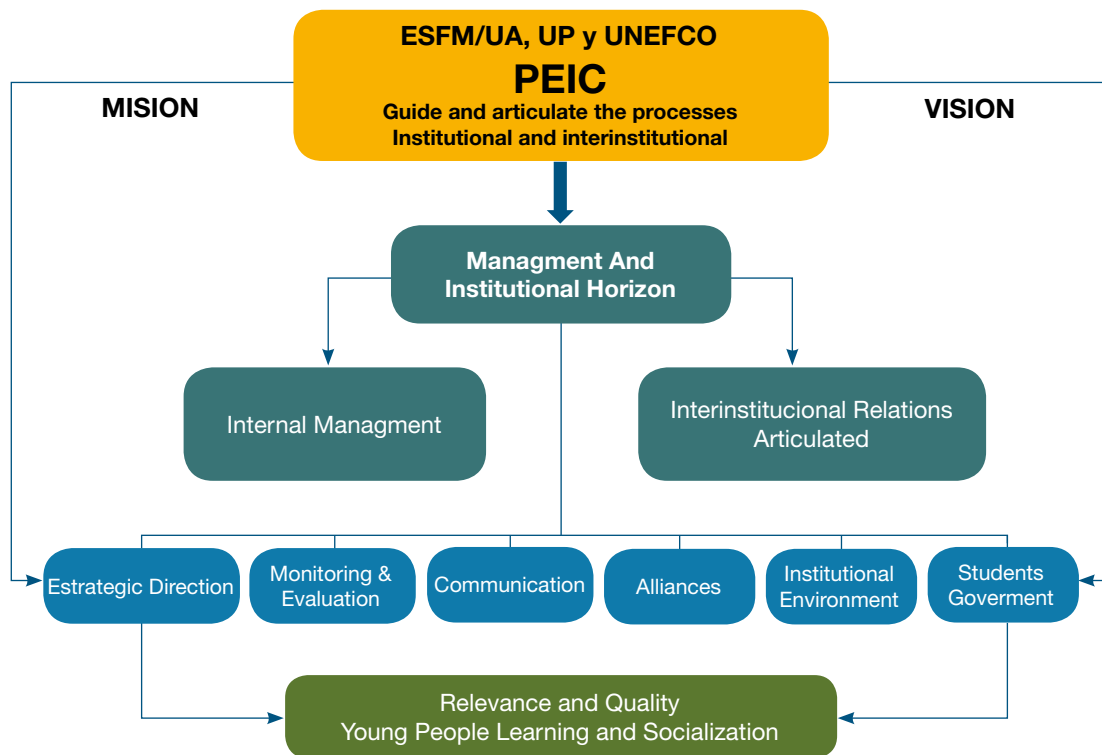 ESFM/UA, UP y UNEFCO
PEIC
Guide and articulate the processes
Institutional and interinstitutional
MISION
VISION
Managment And
Institutional Horizon
Internal Managment
Interinstitucional Relations
Articulated
Estrategic Direction
Monitoring &
Evaluation
Communication
Alliances
Institutional
Environment
Students
Goverment
Relevance and Quality
Young People Learning and Socialization